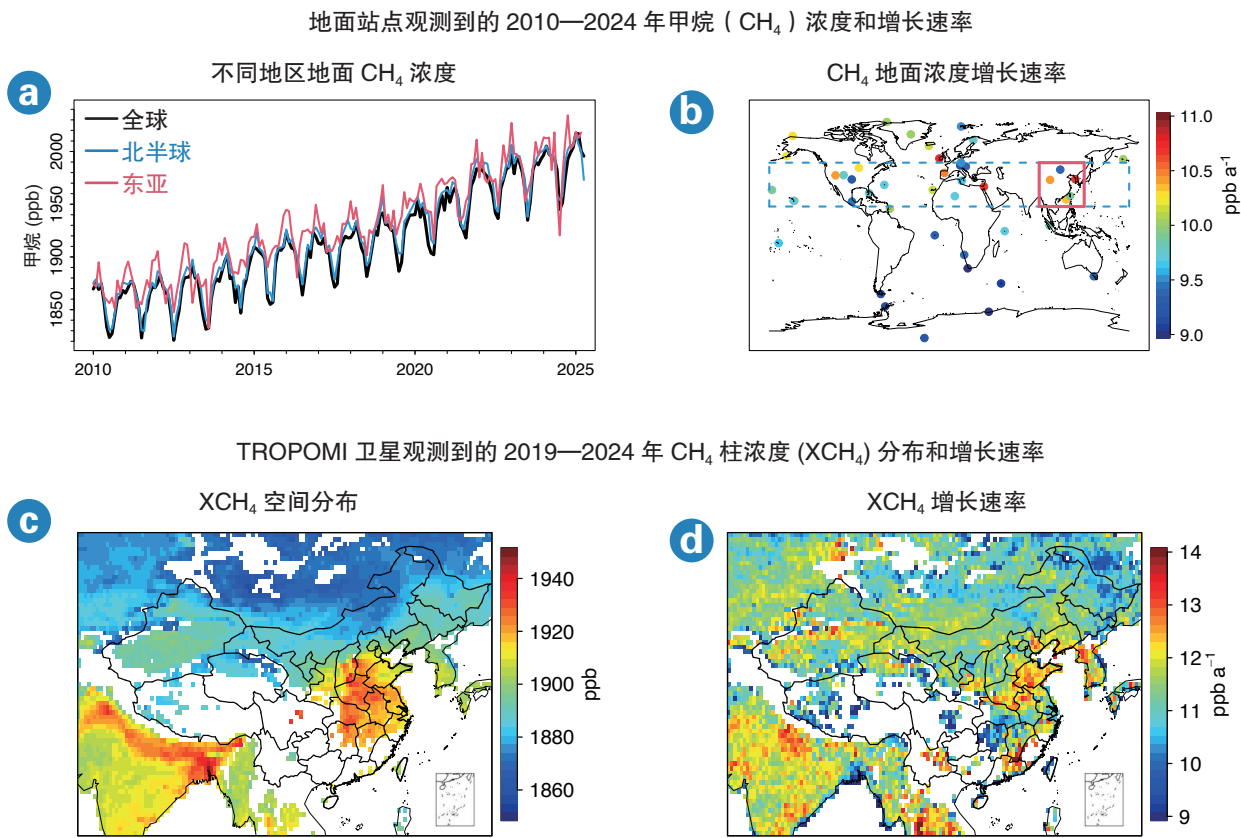 地面站点观测到的 2010—2024 年甲烷（CH₄）浓度和增长速率
a
不同地区地面 CH₄ 浓度
全球
北半球
东亚
甲烷 (ppb)
2000
1950
1900
1850
2010
2015
2020
2025
b
CH₄ 地面浓度增长速率
11.0
10.5
10.0
9.5
9.0
ppb a⁻¹
TROPOMI 卫星观测到的 2019—2024 年 CH₄ 柱浓度 (XCH₄) 分布和增长速率
c
XCH₄ 空间分布
1940
1920
1900
1880
1860
ppb
d
XCH₄ 增长速率
14
13
12
11
10
9
ppb a⁻¹